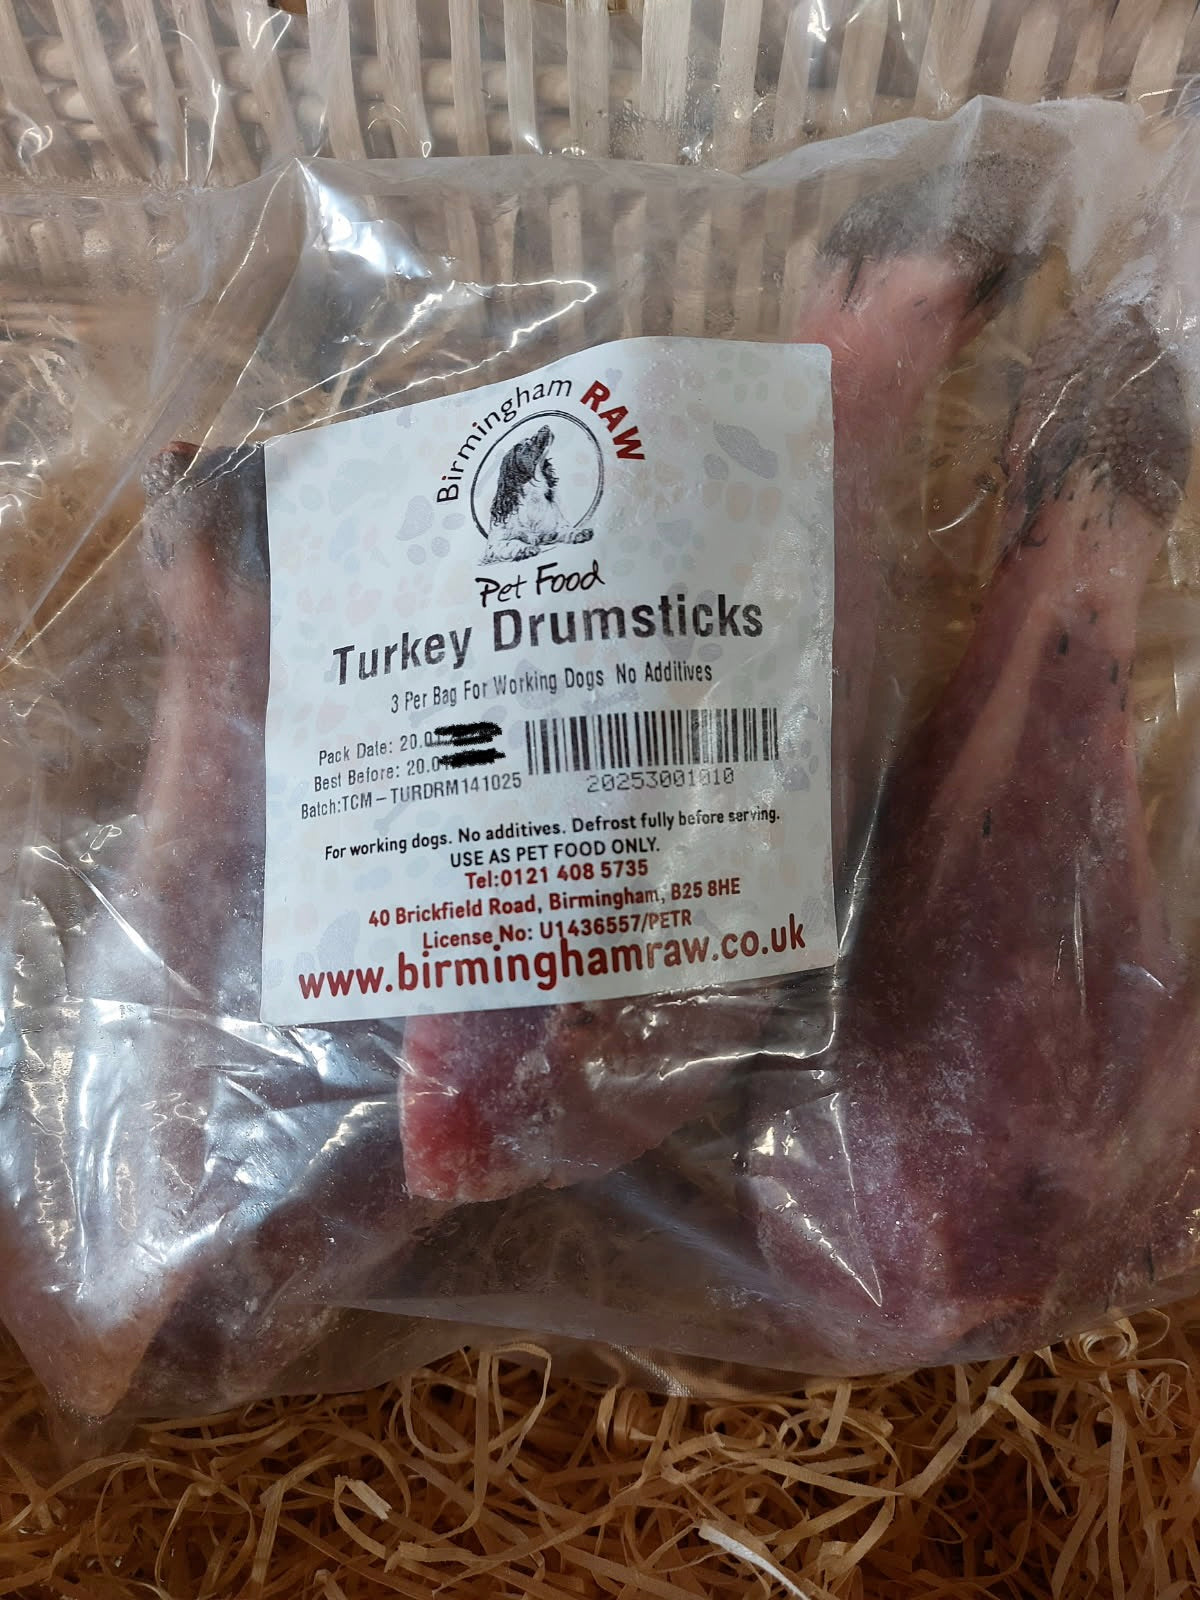 Birmingham RAW
Pet Food
Turkey Drumsticks
3 Per Bag For Working Dogs No Additives
Pack Date: 20.0
Best Before: 20.0
Batch:TCM-TURDRM141025
20253001010
For working dogs. No additives. Defrost fully before serving.
USE AS PET FOOD ONLY.
Tel:0121 408 5735
40 Brickfield Road, Birmingham, B25 8HE
License No: U1436557/PETR
www.birminghamraw.co.uk